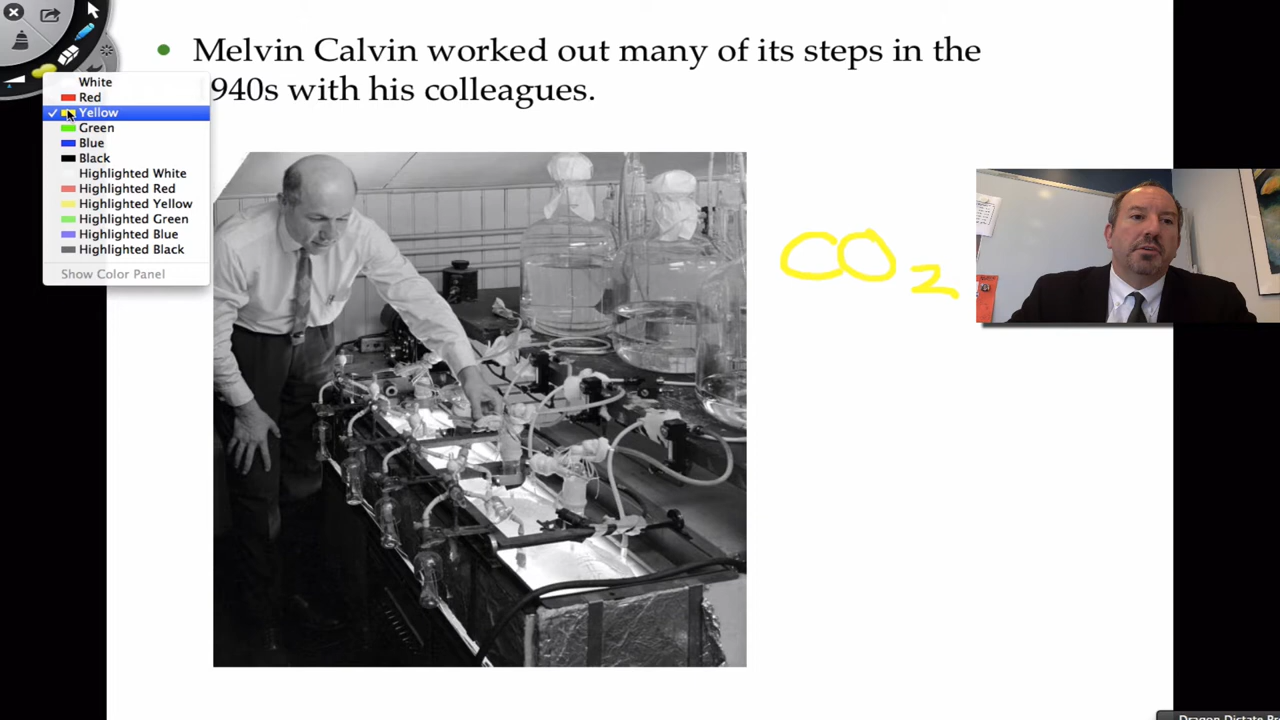 Melvin Calvin worked out many of its steps in the
940s with his colleagues.
White
Red
Yellow
Green
Blue
Black
Highlighted White
Highlighted Red
Highlighted Yellow
Highlighted Green
Highlighted Blue
Highlighted Black
Show Color Panel
CO2